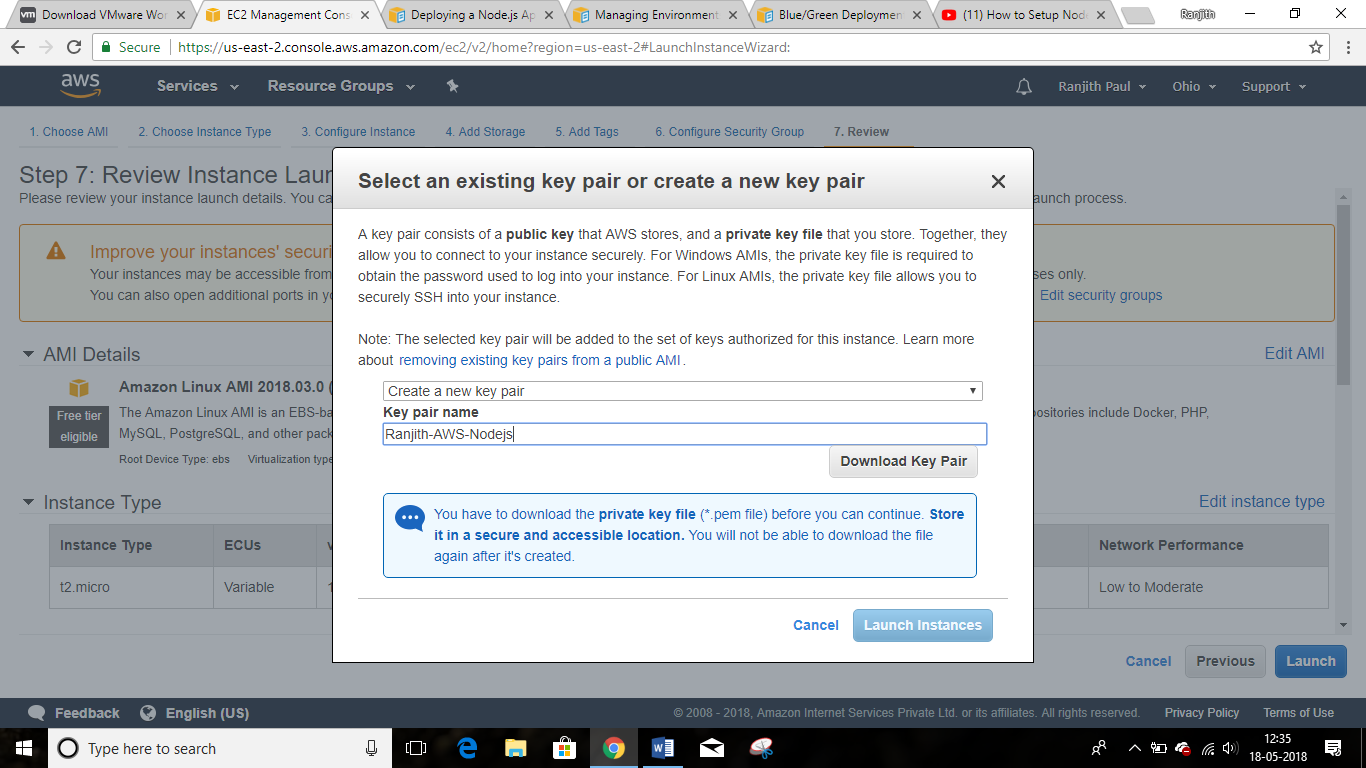 Download VMware Wor
EC2 Management Cons
Deploying a Node.js Ap
Managing Environment
Blue/Green Deploymen
(11) How to Setup Nod
Ranjith
Secure
https://us-east-2.console.aws.amazon.com/ec2/v2/home?region=us-east-2#LaunchInstanceWizard:
aws
Services
Resource Groups
Ranjith Paul
Ohio
Support
1. Choose AMI
2. Choose Instance Type
3. Configure Instance
4. Add Storage
5. Add Tags
6. Configure Security Group
7. Review
Step 7: Review Instance Laun
Please review your instance launch details. You ca
aunch process.
Improve your instances' securi
Your instances may be accessible from
ses only.
You can also open additional ports in yo
Edit security groups
AMI Details
Edit AMI
Amazon Linux AMI 2018.03.0 (
Free tier
eligible
The Amazon Linux AMI is an EBS-ba
ositories include Docker, PHP,
MySQL, PostgreSQL, and other pack
Root Device Type: ebs
Virtualization type
Instance Type
Edit instance type
Instance Type
ECUs
v
Network Performance
t2.micro
Variable
1
Low to Moderate
Select an existing key pair or create a new key pair
A key pair consists of a public key that AWS stores, and a private key file that you store. Together, they
allow you to connect to your instance securely. For Windows AMIs, the private key file is required to
obtain the password used to log into your instance. For Linux AMIs, the private key file allows you to
securely SSH into your instance.
Note: The selected key pair will be added to the set of keys authorized for this instance. Learn more
about removing existing key pairs from a public AMI.
Create a new key pair
Key pair name
Ranjith-AWS-Nodejs
Download Key Pair
You have to download the private key file (*.pem file) before you can continue. Store
it in a secure and accessible location. You will not be able to download the file
again after it's created.
Cancel
Launch Instances
Cancel
Previous
Launch
Feedback
English (US)
© 2008 - 2018, Amazon Internet Services Private Ltd. or its affiliates. All rights reserved.
Privacy Policy
Terms of Use
Type here to search
12:35
18-05-2018